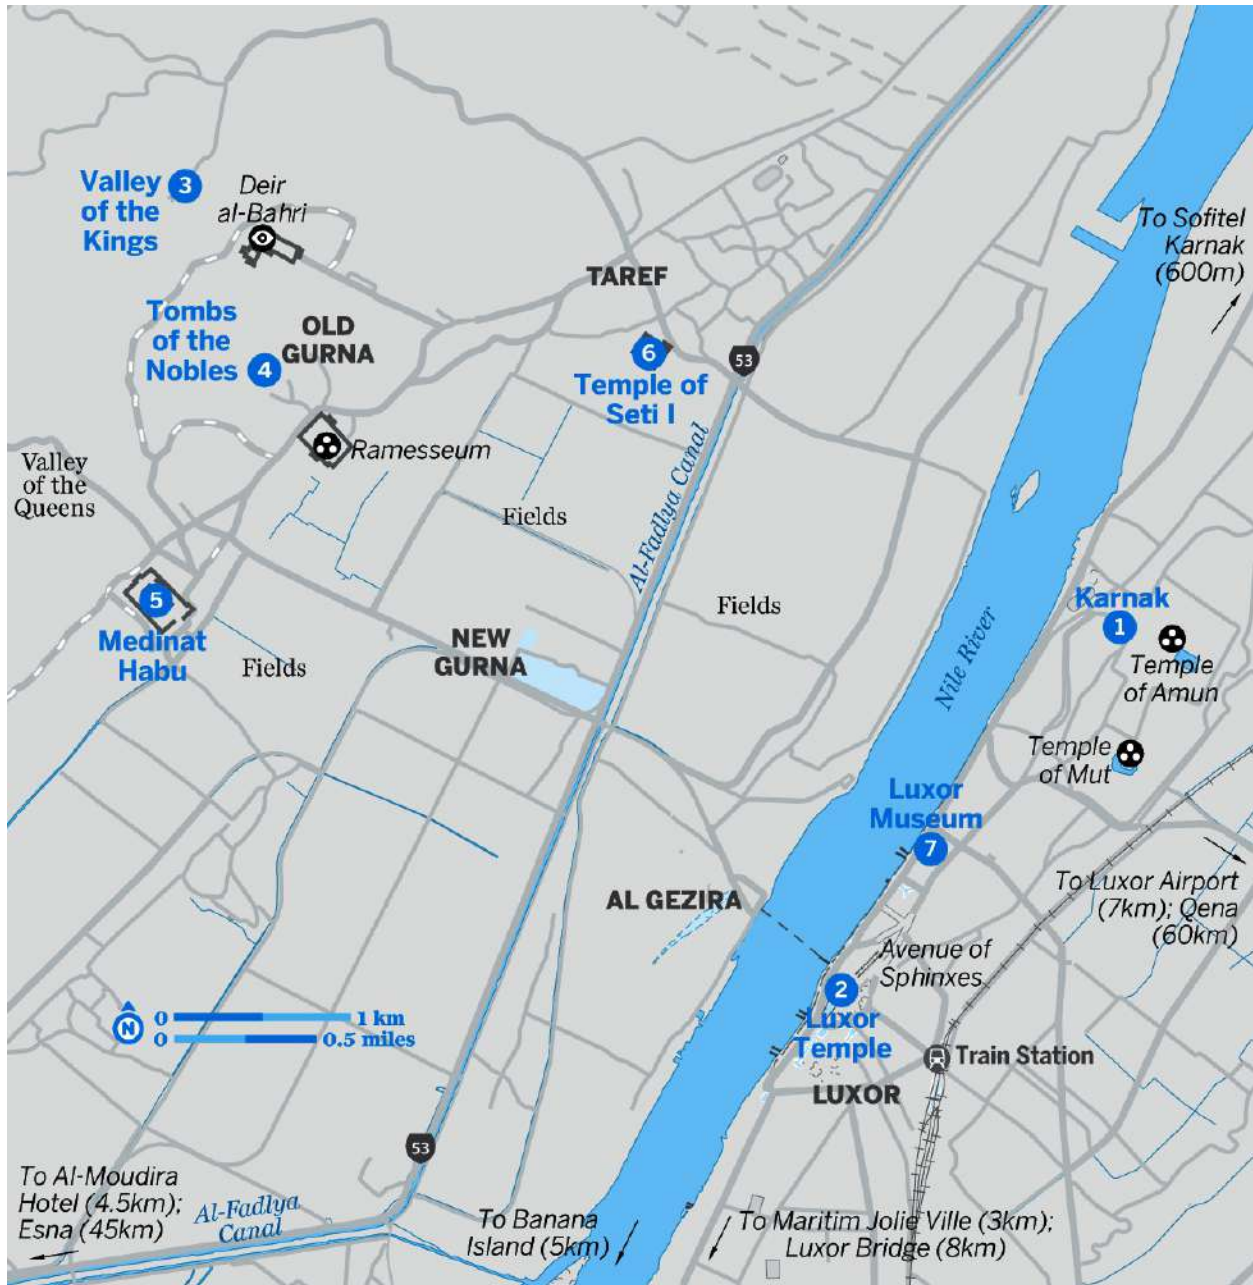 Valley
of the
Kings
3
Deir
al-Bahri
To Sofitel
Karnak
(600m)
TAREF
Tombs
of the
Nobles
4
OLD
GURNA
6
Temple of
Seti I
53
Ramesseum
Valley
of the
Queens
Al-Fadlya Canal
Fields
Fields
5
Medinat
Habu
Fields
NEW
GURNA
Nile River
Karnak
1
Temple
of Amun
Temple
of Mut
Luxor
Museum
7
To Luxor Airport
(7km); Qena
(60km)
AL GEZIRA
Avenue of
Sphinxes
2
Luxor
Temple
N
0 1 km
0 0.5 miles
Train Station
LUXOR
53
To Al-Moudira
Hotel (4.5km);
Esna (45km)
Al-Fadlya
Canal
To Banana
Island (5km)
To Maritim Jolie Ville (3km);
Luxor Bridge (8km)